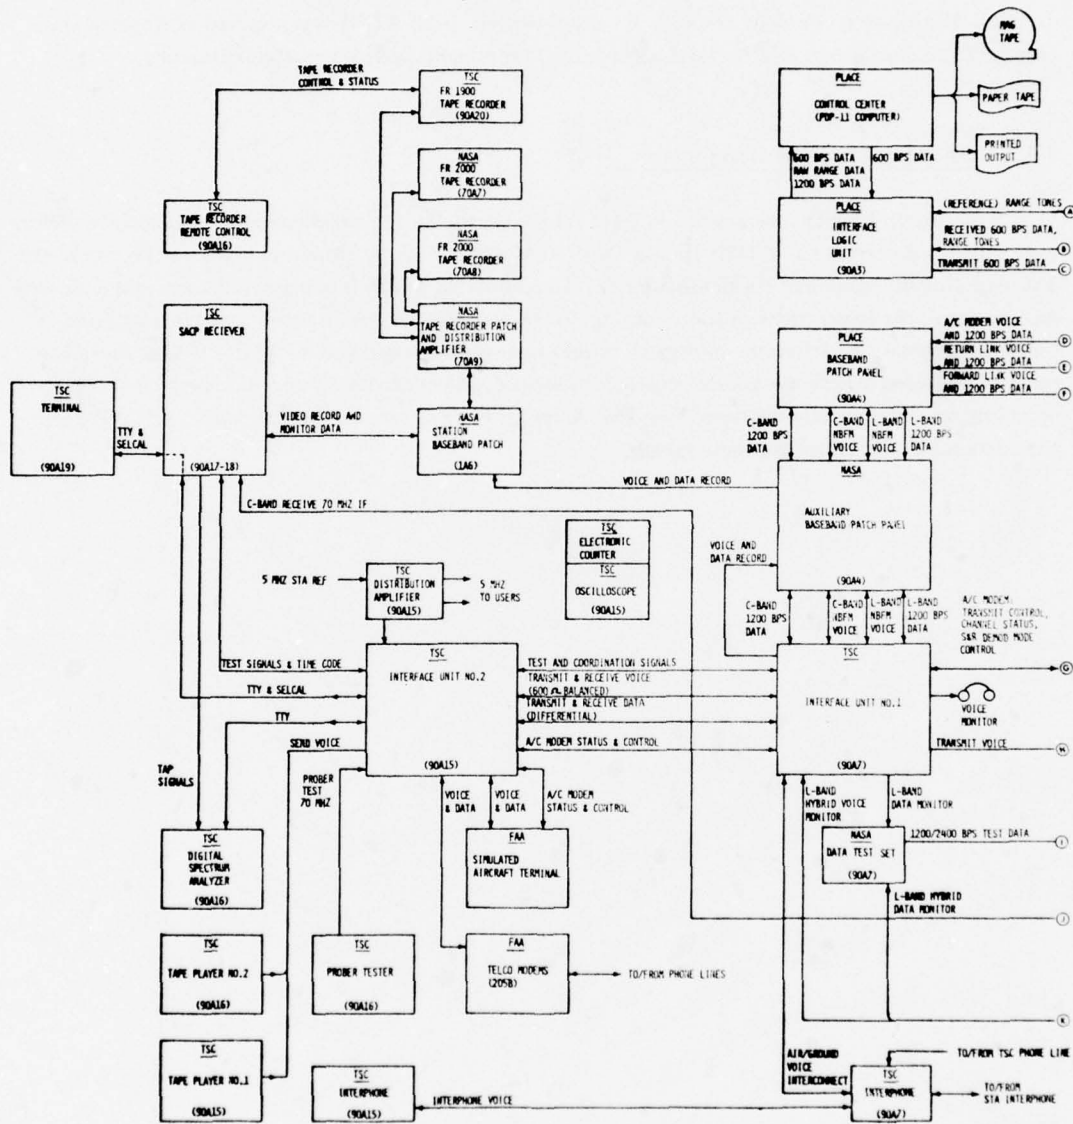 MAG
TAPE
PAPER TAPE
PRINTED
OUTPUT
PLACE
CONTROL CENTER
(PDP-11 COMPUTER)
600 BPS DATA
RAW RANGE DATA
1200 BPS DATA
600 BPS DATA
PLACE
INTERFACE
LOGIC
UNIT
(90A3)
(REFERENCE) RANGE TONES
A
RECEIVED 600 BPS DATA,
RANGE TONES
B
TRANSMIT 600 BPS DATA
C
TAPE RECORDER
CONTROL & STATUS
TSC
FR 1900
TAPE RECORDER
(90A20)
NASA
FR 2000
TAPE RECORDER
(70A7)
TSC
TAPE RECORDER
REMOTE CONTROL
(90A16)
NASA
FR 2000
TAPE RECORDER
(70A8)
NASA
TAPE RECORDER PATCH
AND DISTRIBUTION
AMPLIFIER
(70A9)
TSC
SACP RECIEVER
(90A17-18)
TSC
TERMINAL
(90A19)
TTY &
SELCAL
VIDEO RECORD AND
MONITOR DATA
NASA
STATION
BASEBAND PATCH
(1A6)
PLACE
BASEBAND
PATCH PANEL
(90A4)
A/C MODEM VOICE
AND 1200 BPS DATA
D
RETURN LINK VOICE
AND 1200 BPS DATA
E
FORWARD LINK VOICE
AND 1200 BPS DATA
F
C-BAND
1200 BPS
DATA
C-BAND
NBFM
VOICE
L-BAND
NBFM
VOICE
L-BAND
1200 BPS
DATA
VOICE AND DATA RECORD
C-BAND RECEIVE 70 MHZ IF
NASA
AUXILIARY
BASEBAND PATCH PANEL
(90A4)
VOICE AND
DATA RECORD
TSC
ELECTRONIC
COUNTER
TSC
OSCILLOSCOPE
(90A15)
5 MHZ STA REF
TSC
DISTRIBUTION
AMPLIFIER
(90A15)
5 MHZ
TO USERS
C-BAND
1200 BPS
DATA
C-BAND
NBFM
VOICE
L-BAND
NBFM
VOICE
L-BAND
1200 BPS
DATA
A/C MODEM,
TRANSMIT CONTROL,
CHANNEL STATUS,
S&R DEMOD MODE
CONTROL
G
TSC
INTERFACE UNIT NO.2
(90A15)
TEST SIGNALS & TIME CODE
TTY & SELCAL
TTY
SEND VOICE
TEST AND COORDINATION SIGNALS
TRANSMIT & RECEIVE VOICE
(600 Ω BALANCED)
TRANSMIT & RECEIVE DATA
(DIFFERENTIAL)
A/C MODEM STATUS & CONTROL
TSC
INTERFACE UNIT NO.1
(90A7)
VOICE
MONITOR
TRANSMIT VOICE
H
TAP
SIGNALS
PROBER
TEST
70 MHZ
VOICE
& DATA
VOICE
& DATA
A/C MODEM
STATUS & CONTROL
L-BAND
HYBRID VOICE
MONITOR
L-BAND
DATA MONITOR
TSC
DIGITAL
SPECTRUM
ANALYZER
(90A16)
FAA
SIMULATED
AIRCRAFT TERMINAL
NASA
DATA TEST SET
(90A7)
1200/2400 BPS TEST DATA
I
L-BAND HYBRID
DATA MONITOR
J
TSC
TAPE PLAYER NO.2
(90A16)
TSC
PROBER TESTER
(90A16)
FAA
TELCO MODEMS
(205B)
TO/FROM PHONE LINES
K
TSC
TAPE PLAYER NO.1
(90A15)
TSC
INTERPHONE
(90A15)
INTERPHONE VOICE
AIR/GROUND
VOICE
INTERCONNECT
TO/FROM TSC PHONE LINE
TSC
INTERPHONE
(90A7)
TO/FROM
STA INTERPHONE